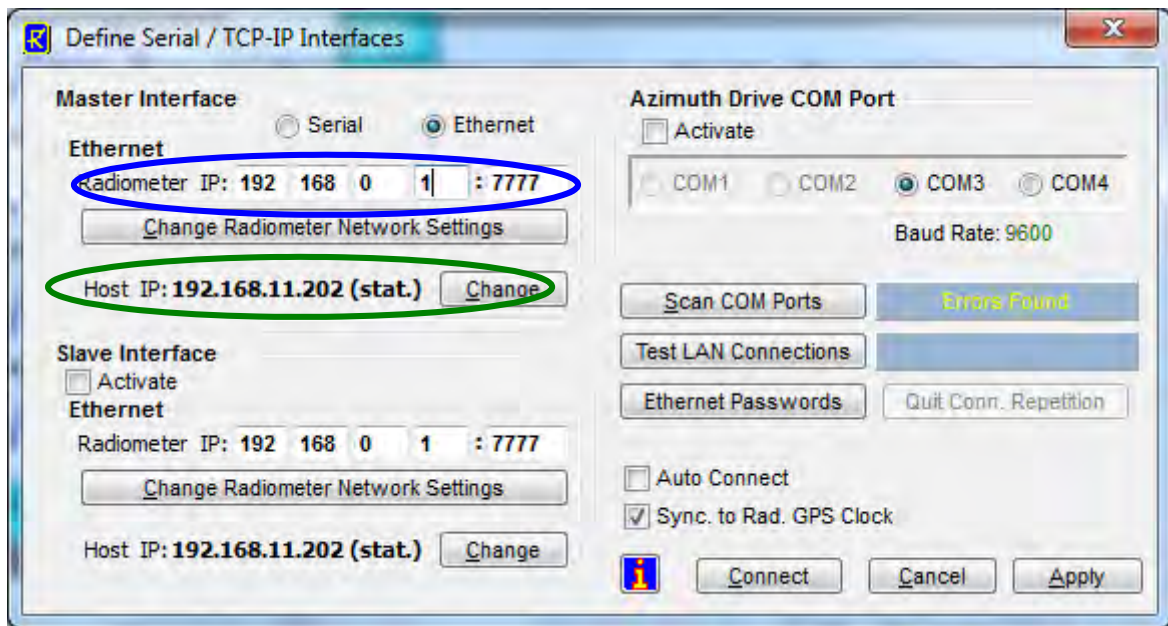 Define Serial / TCP-IP Interfaces
Master Interface
Serial Ethernet
Ethernet
Radiometer IP: 192 168 0 1 : 7777
Change Radiometer Network Settings
Host IP: 192.168.11.202 (stat.) Change
Slave Interface
Activate
Ethernet
Radiometer IP: 192 168 0 1 : 7777
Change Radiometer Network Settings
Host IP: 192.168.11.202 (stat.) Change
Azimuth Drive COM Port
Activate
COM1 COM2 COM3 COM4
Baud Rate: 9600
Scan COM Ports Errors Found
Test LAN Connections
Ethernet Passwords Quit Conn. Repetition
Auto Connect
Sync. to Rad. GPS Clock
i Connect Cancel Apply